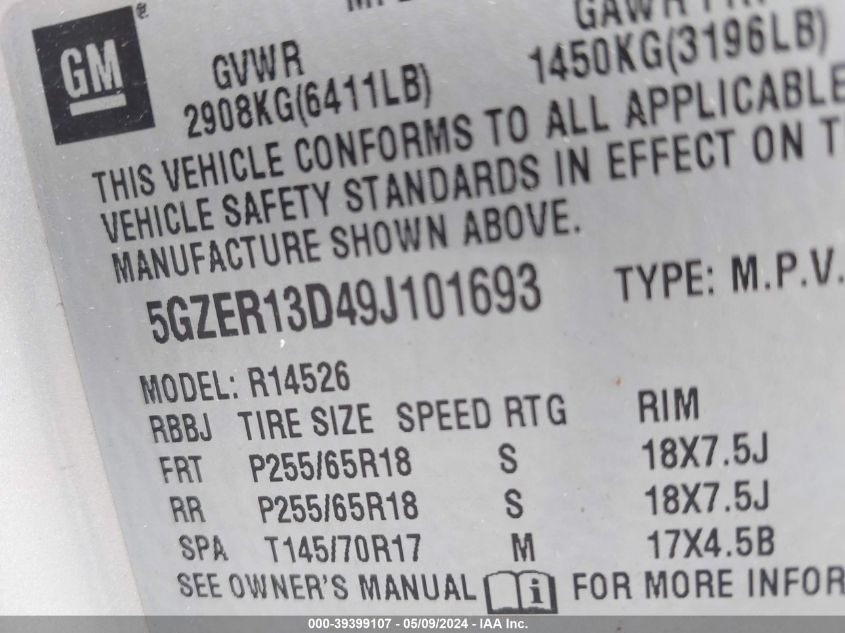 GM
GVWR
2908KG(6411LB)
GAWR FRT
1450KG(3196LB)
THIS VEHICLE CONFORMS TO ALL APPLICABLE
VEHICLE SAFETY STANDARDS IN EFFECT ON
MANUFACTURE SHOWN ABOVE.
5GZER13D49J101693 TYPE: M.P.V.
MODEL: R14526
RBBJ TIRE SIZE SPEED RTG RIM
FRT P255/65R18 S 18X7.5J
RR P255/65R18 S 18X7.5J
SPA T145/70R17 M 17X4.5B
SEE OWNER'S MANUAL i FOR MORE INFOR
000-39399107 - 05/09/2024 - IAA Inc.